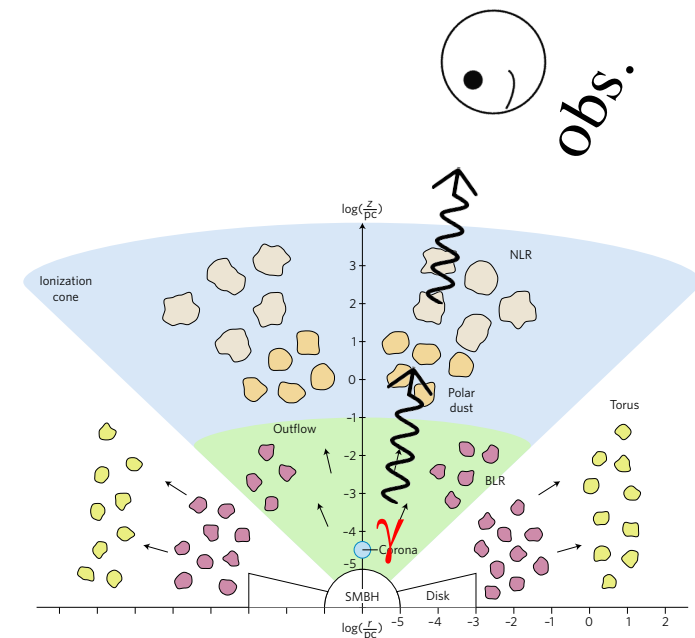 obs.
log(z/pc)
NLR
Ionization
cone
3
2
1
0
-1
-2
-3
-4
-5
Polar
dust
Torus
Outflow
BLR
γ
Corona
SMBH
Disk
log(r/pc)
-5 -4 -3 -2 -1 0 1 2